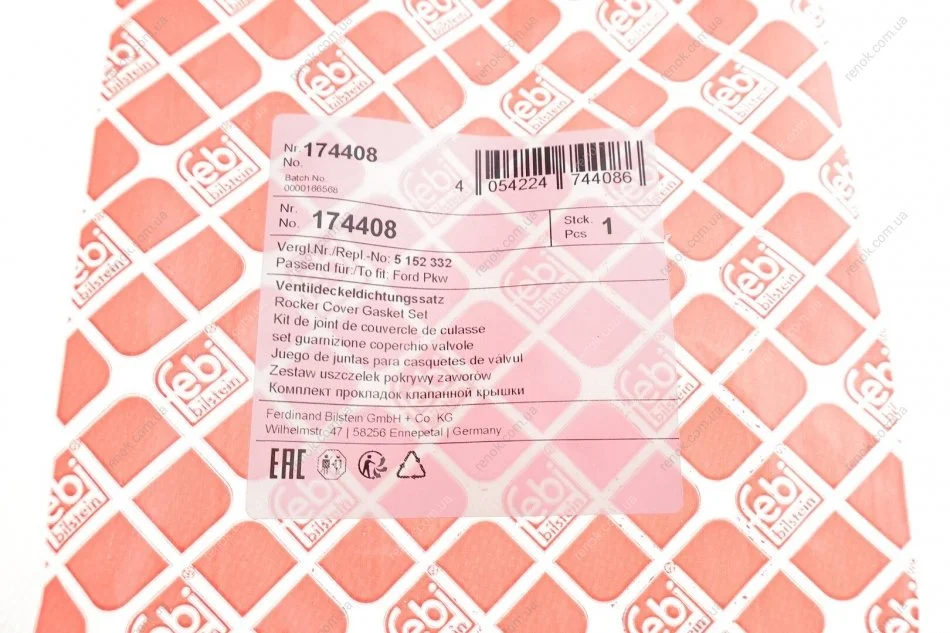 Nr. 174408
No.
Batch No.
0000166568
4 054224 744086
Nr.
No. 174408
Stck.
Pcs 1
Vergl.Nr./Repl.-No: 5 152 332
Passend für:/To fit: Ford Pkw
Ventildeckeldichtungssatz
Rocker Cover Gasket Set
Kit de joint de couvercle de culasse
set guarnizione coperchio valvole
Juego de juntas para casquetes de válvul
Zestaw uszczelek pokrywy zaworów
Комплект прокладок клапанной крышки
Ferdinand Bilstein GmbH + Co. KG
Wilhelmstr. 47 | 58256 Ennepetal | Germany
EAC
febi
bilstein
renok.com.ua